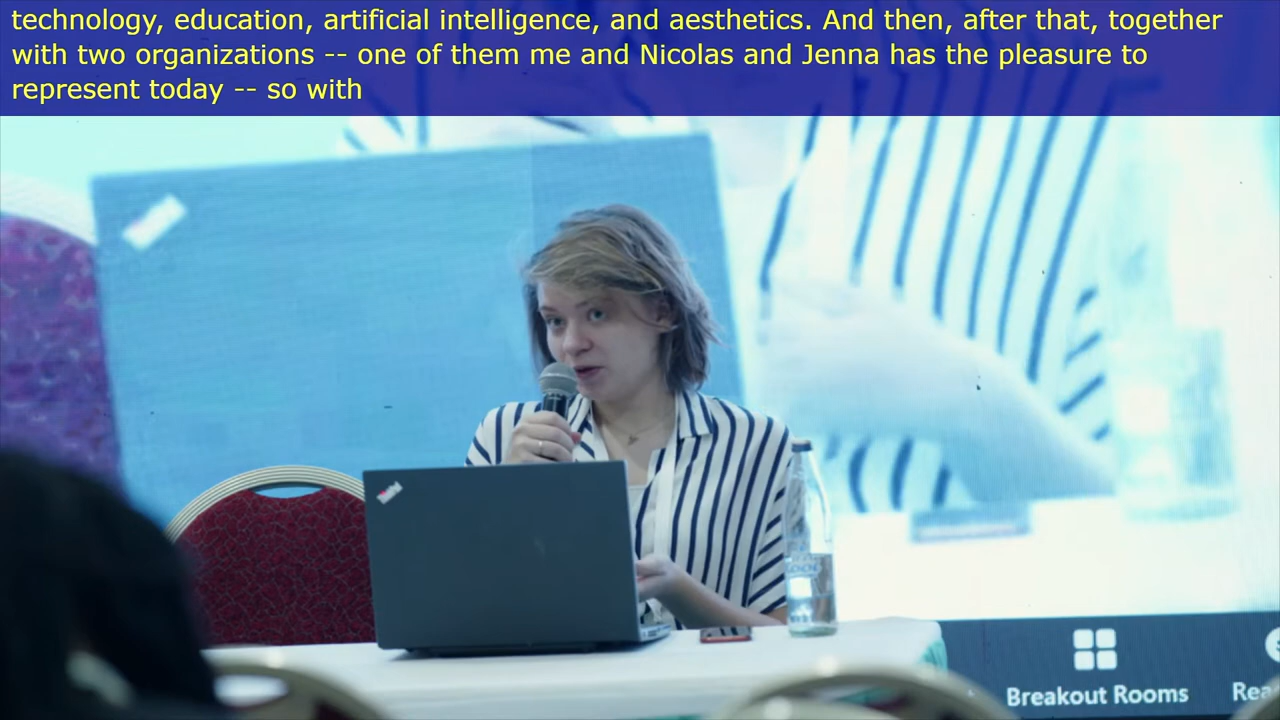 technology, education, artificial intelligence, and aesthetics. And then, after that, together
with two organizations -- one of them me and Nicolas and Jenna has the pleasure to
represent today -- so with
Breakout Rooms
Rea